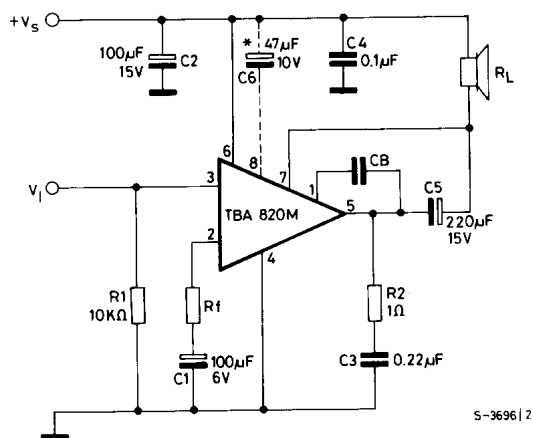 +Vs
100µF
15V
C2
*
47µF
10V
C6
C4
0.1µF
RL
6
8
7
1
CB
VI
3
TBA 820M
5
C5
220µF
15V
2
4
R1
10KΩ
Rf
R2
1Ω
100µF
6V
C1
C3
0.22µF
S-3696|2